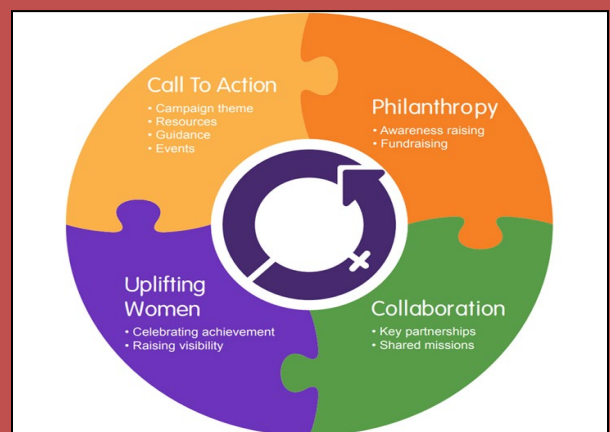 Call To Action
• Campaign theme
• Resources
• Guidance
• Events
Philanthropy
• Awareness raising
• Fundraising
Uplifting
Women
• Celebrating achievement
• Raising visibility
Collaboration
• Key partnerships
• Shared missions